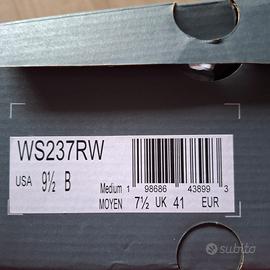 WS237RW
USA 9½ B
Medium 1 98686 43899 3
MOYEN 7½ UK 41 EUR
subito